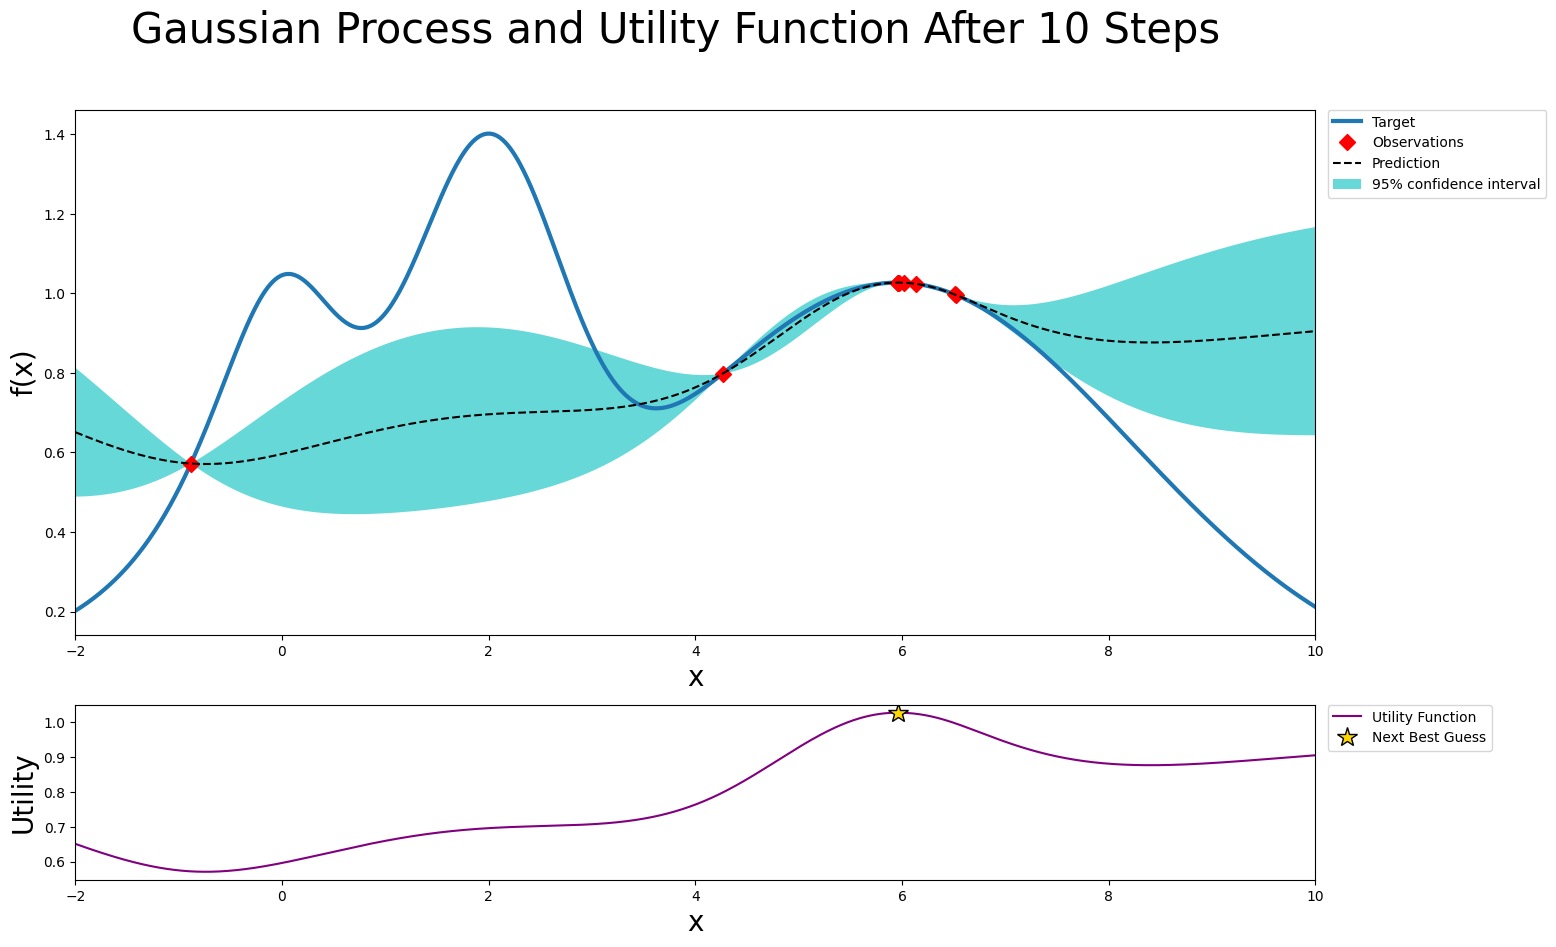 Gaussian Process and Utility Function After 10 Steps
f(x)
1.4
1.2
1.0
0.8
0.6
0.4
0.2
−2 0 2 4 6 8 10
x
Target
Observations
Prediction
95% confidence interval
Utility
1.0
0.9
0.8
0.7
0.6
−2 0 2 4 6 8 10
x
Utility Function
Next Best Guess